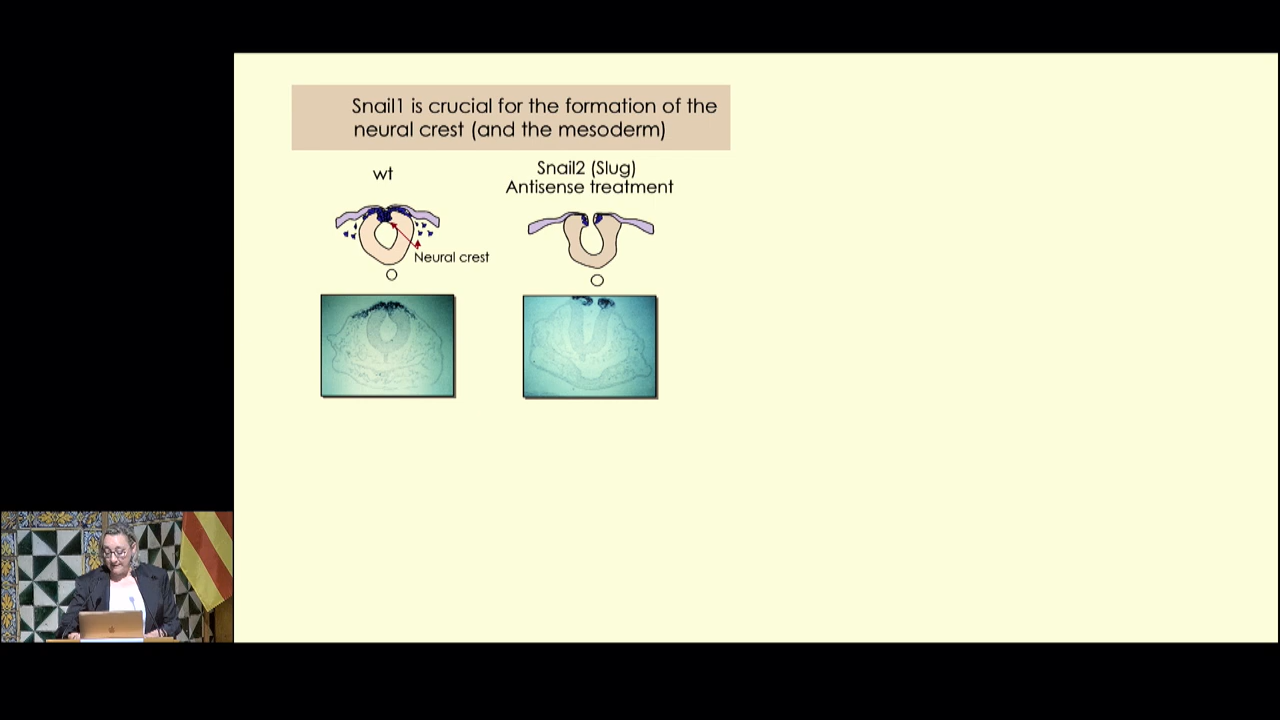 Snail1 is crucial for the formation of the
neural crest (and the mesoderm)
wt
Snail2 (Slug)
Antisense treatment
Neural crest